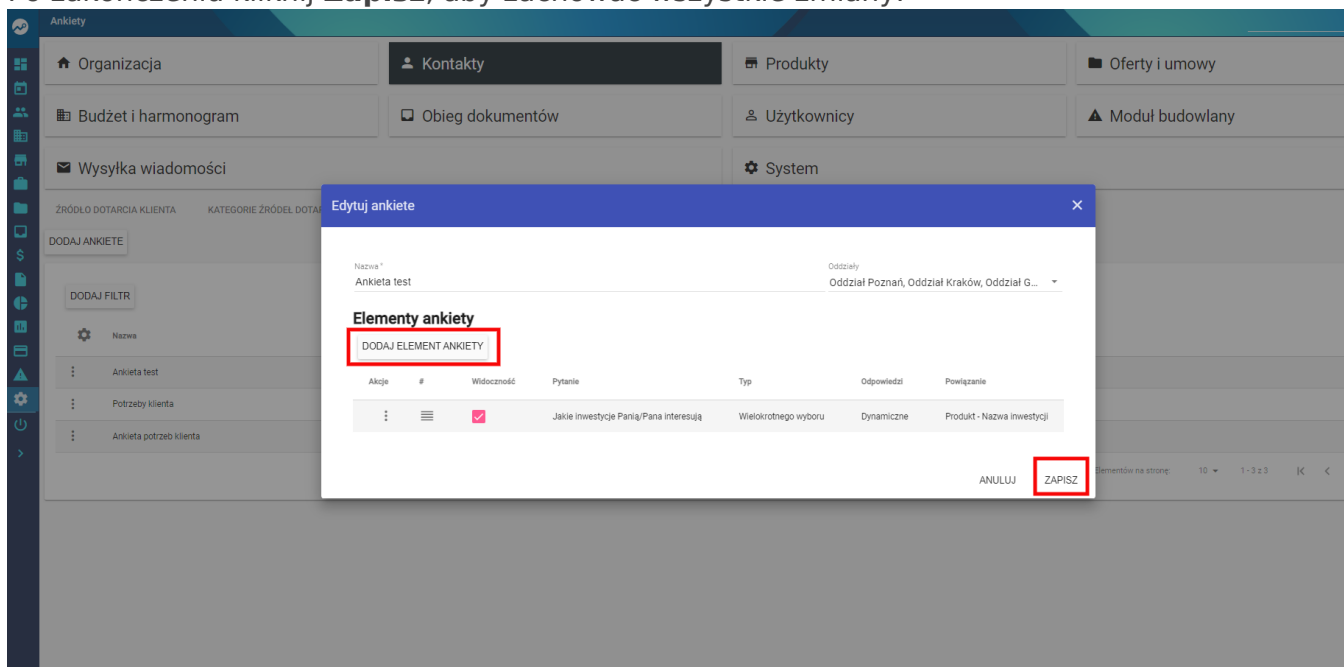 Po zakończeniu kliknij Zapisz, aby zachować wszystkie zmiany.
Ankiety
Organizacja
Kontakty
Produkty
Oferty i umowy
Budżet i harmonogram
Obieg dokumentów
Użytkownicy
Moduł budowlany
Wysyłka wiadomości
System
ŹRÓDŁO DOTARCIA KLIENTA
KATEGORIE ŹRÓDEŁ DOTAR
DODAJ ANKIETE
DODAJ FILTR
Nazwa
Ankieta test
Potrzeby klienta
Ankieta potrzeb klienta
Edytuj ankiete
Nazwa *
Ankieta test
Oddziały
Oddział Poznań, Oddział Kraków, Oddział G...
Elementy ankiety
DODAJ ELEMENT ANKIETY
Akcje # Widoczność Pytanie Typ Odpowiedzi Powiązanie
Jakie inwestycje Panią/Pana interesują Wielokrotnego wyboru Dynamiczne Produkt - Nazwa inwestycji
ANULUJ ZAPISZ
Elementów na stronę: 10 1 - 3 z 3